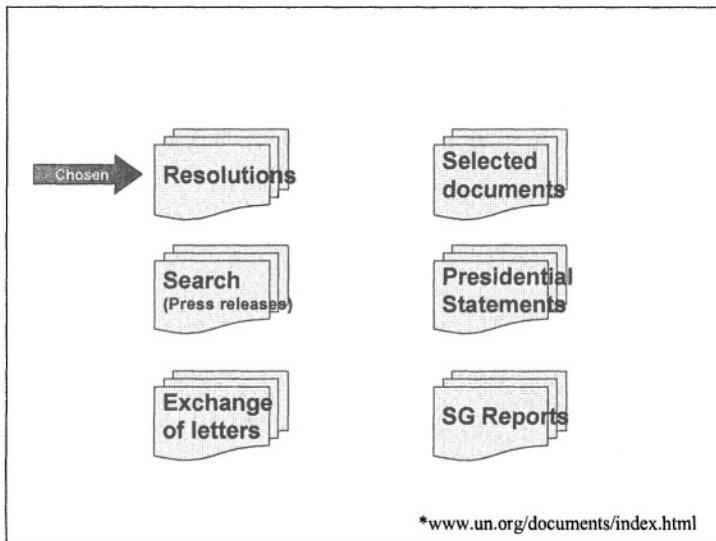 Chosen
Resolutions
Selected
documents
Search
(Press releases)
Presidential
Statements
Exchange
of letters
SG Reports
*www.un.org/documents/index.html